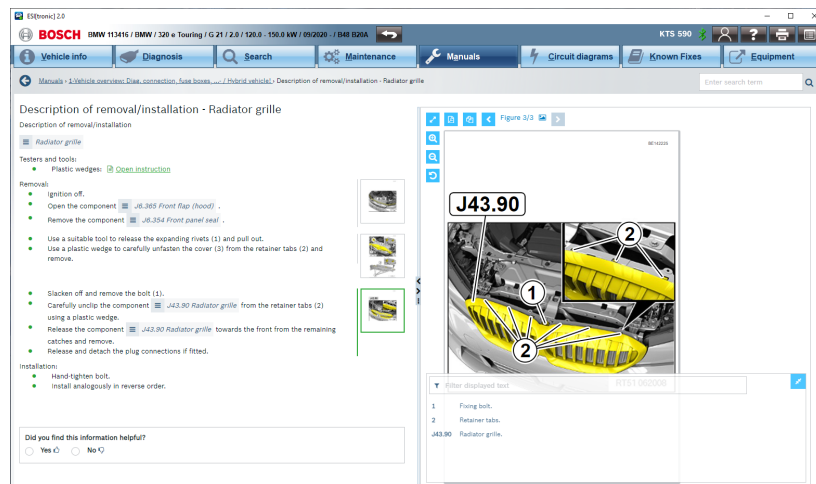 ESI[tronic] 2.0
BOSCH BMW 113416 / BMW / 320 e Touring / G 21 / 2.0 / 120.0 - 150.0 kW / 09/2020 - / B48 B20A
KTS 590
?
Vehicle info
Diagnosis
Search
Maintenance
Manuals
Circuit diagrams
Known Fixes
Equipment
Manuals › 1-Vehicle overview: Diag. connection, fuse boxes, ...- / Hybrid vehicle! › Description of removal/installation - Radiator grille
Enter search term
Description of removal/installation - Radiator grille
Description of removal/installation
Radiator grille
Testers and tools:
Plastic wedges: Open instruction
Removal:
Ignition off.
Open the component J6.365 Front flap (hood) .
Remove the component J6.354 Front panel seal .
Use a suitable tool to release the expanding rivets (1) and pull out.
Use a plastic wedge to carefully unfasten the cover (3) from the retainer tabs (2) and
remove.
Slacken off and remove the bolt (1).
Carefully unclip the component J43.90 Radiator grille from the retainer tabs (2)
using a plastic wedge.
Release the component J43.90 Radiator grille towards the front from the remaining
catches and remove.
Release and detach the plug connections if fitted.
Installation:
Hand-tighten bolt.
Install analogously in reverse order.
Did you find this information helpful?
Yes
No
Figure 3/3
J43.90
2
1
2
Filter displayed text
1 Fixing bolt.
2 Retainer tabs.
J43.90 Radiator grille.